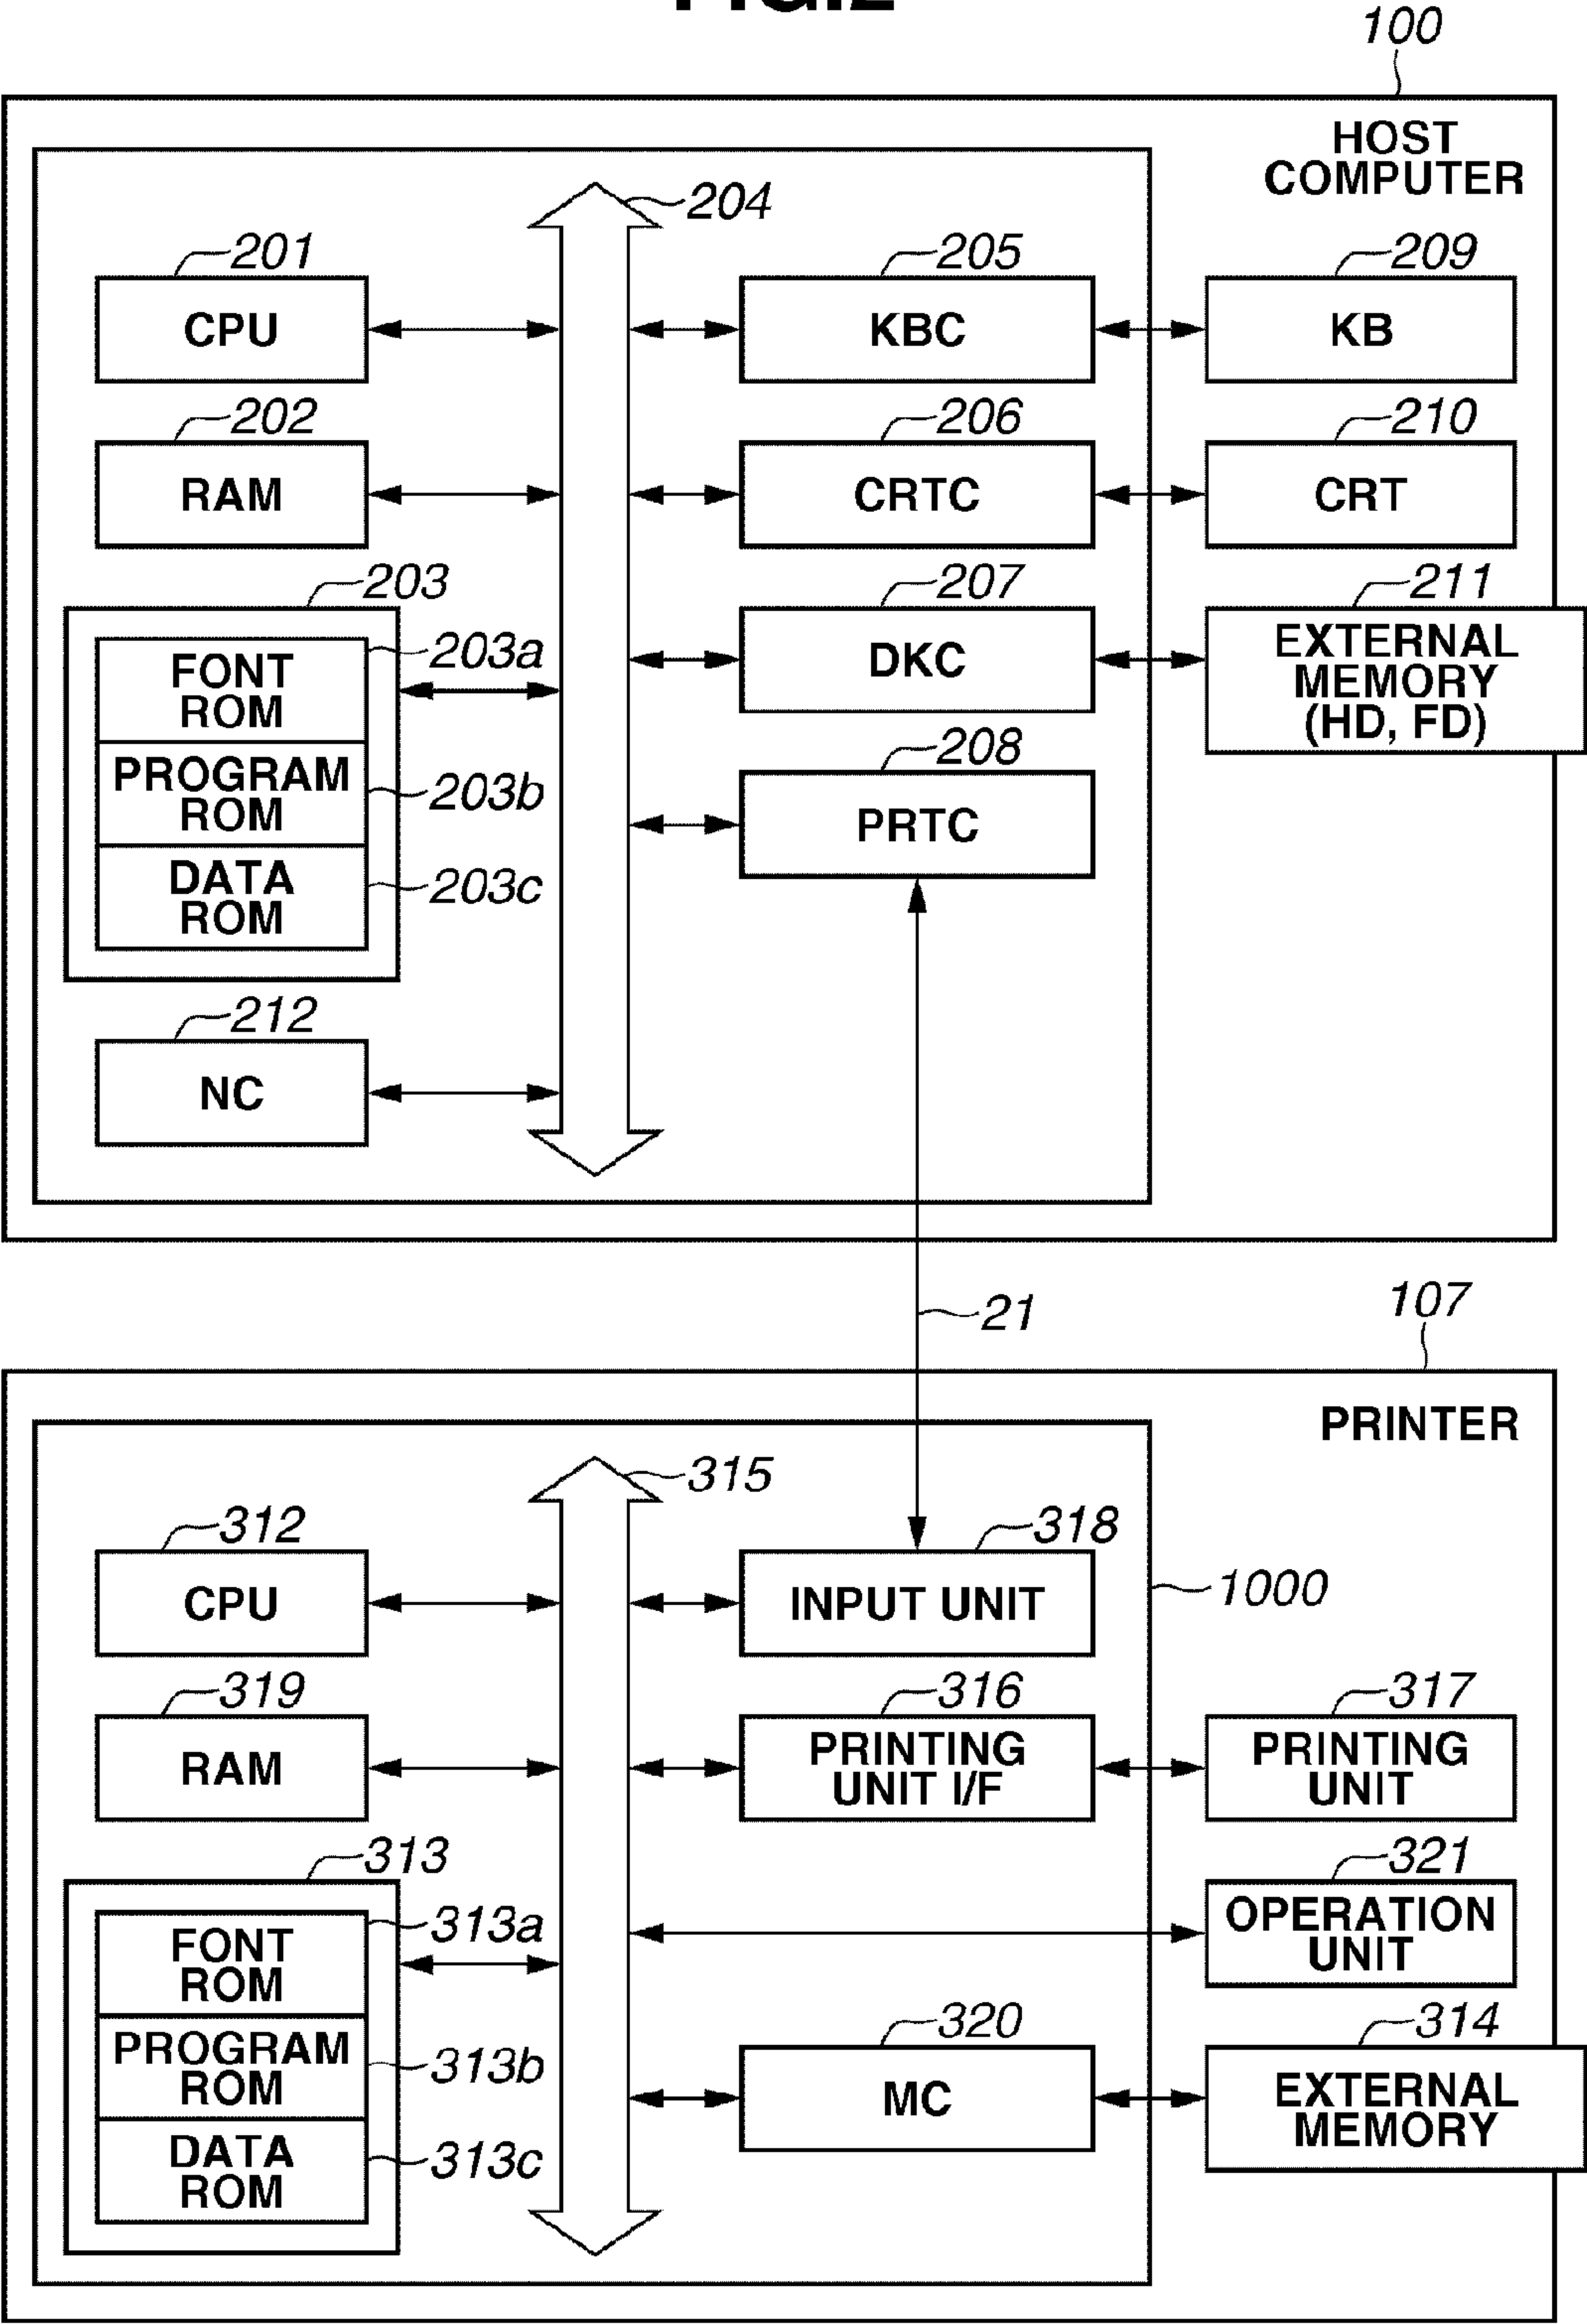 100
HOST
COMPUTER
204
201
CPU
205
KBC
209
KB
202
RAM
206
CRTC
210
CRT
203
203a
FONT
ROM
203b
PROGRAM
ROM
203c
DATA
ROM
207
DKC
211
EXTERNAL
MEMORY
(HD, FD)
208
PRTC
212
NC
21
107
PRINTER
315
312
CPU
318
INPUT UNIT
1000
319
RAM
316
PRINTING
UNIT I/F
317
PRINTING
UNIT
321
OPERATION
UNIT
313
313a
FONT
ROM
313b
PROGRAM
ROM
313c
DATA
ROM
320
MC
314
EXTERNAL
MEMORY